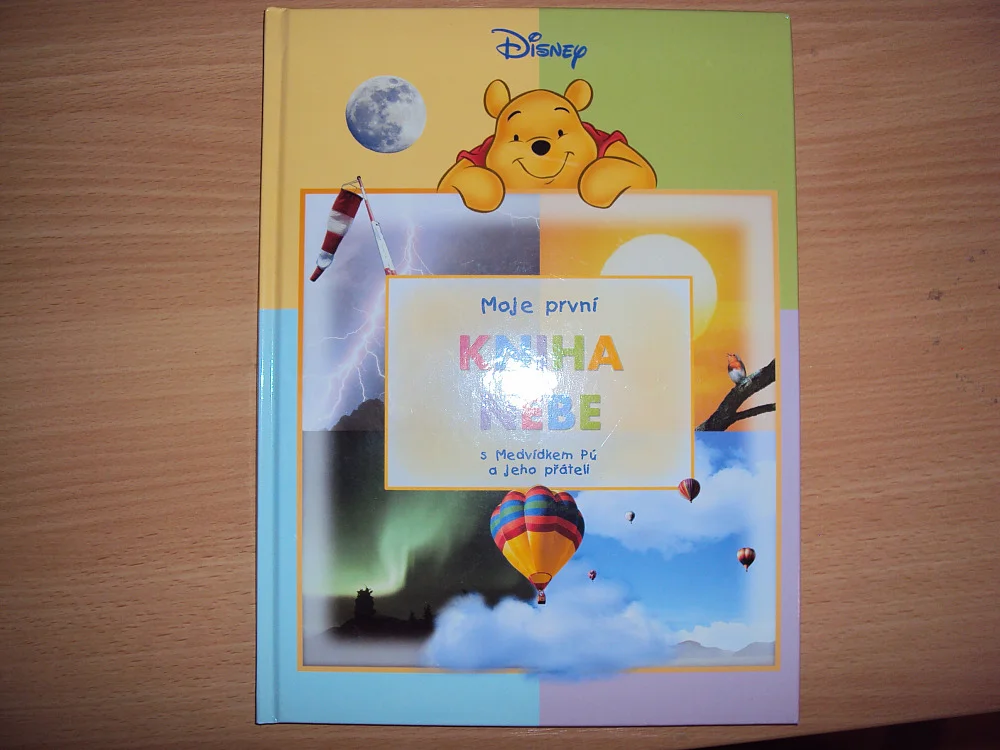 Disney
Moje první
KNIHA
NEBE
s Medvídkem Pú
a jeho přáteli